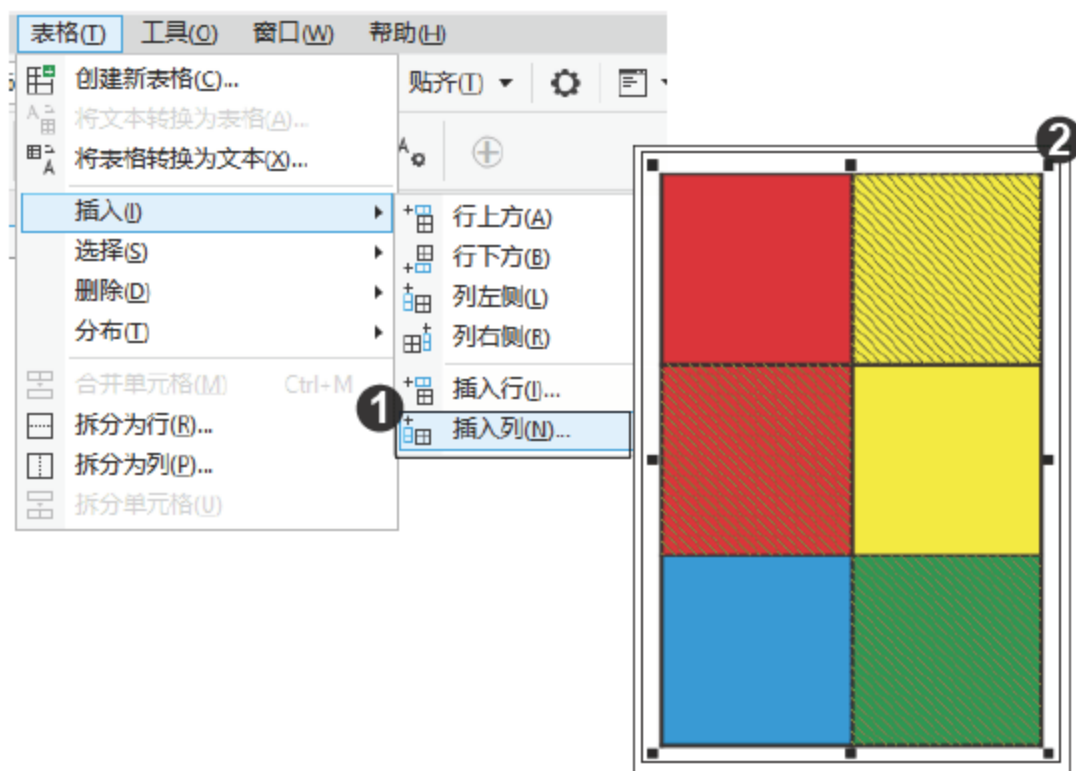 表格(T) 工具(O) 窗口(W) 帮助(H)
创建新表格(C)...
贴齐(T)
将文本转换为表格(A)...
将表格转换为文本(X)...
2
插入(I)
行上方(A)
选择(S)
行下方(B)
删除(D)
列左侧(L)
分布(T)
列右侧(R)
合并单元格(M) Ctrl+M
插入行(I)...
1
拆分为行(R)...
插入列(N)...
拆分为列(P)...
拆分单元格(U)